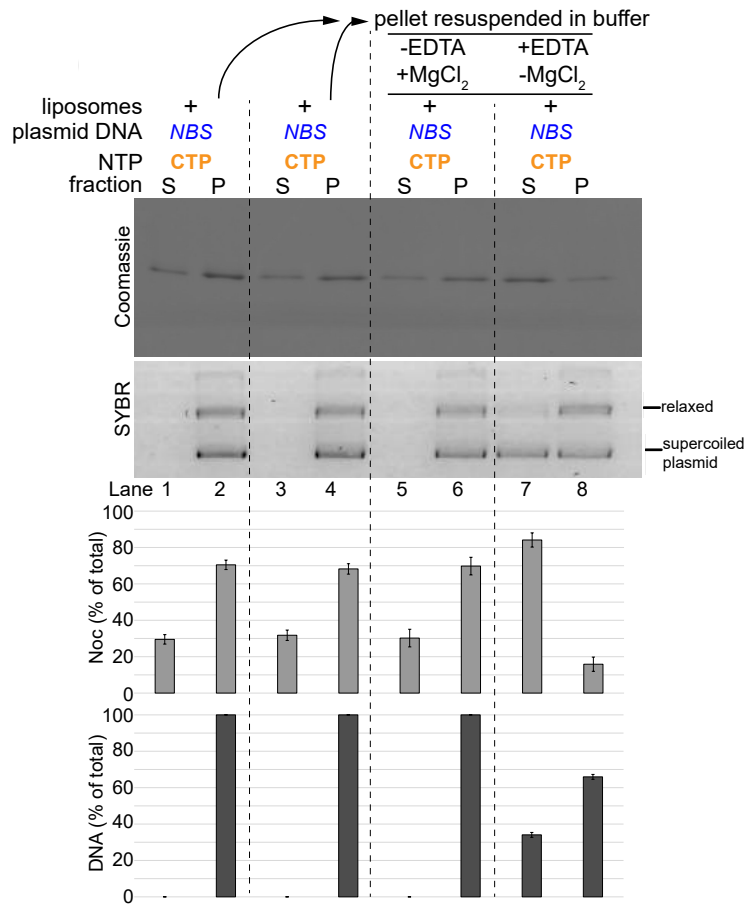 pellet resuspended in buffer
-EDTA +EDTA
+MgCl2 -MgCl2
liposomes + + + +
plasmid DNA NBS NBS NBS NBS
NTP CTP CTP CTP CTP
fraction S P S P S P S P
Coomassie
SYBR
relaxed
supercoiled
plasmid
Lane 1 2 3 4 5 6 7 8
Noc (% of total)
100
80
60
40
20
0
DNA (% of total)
100
80
60
40
20
0